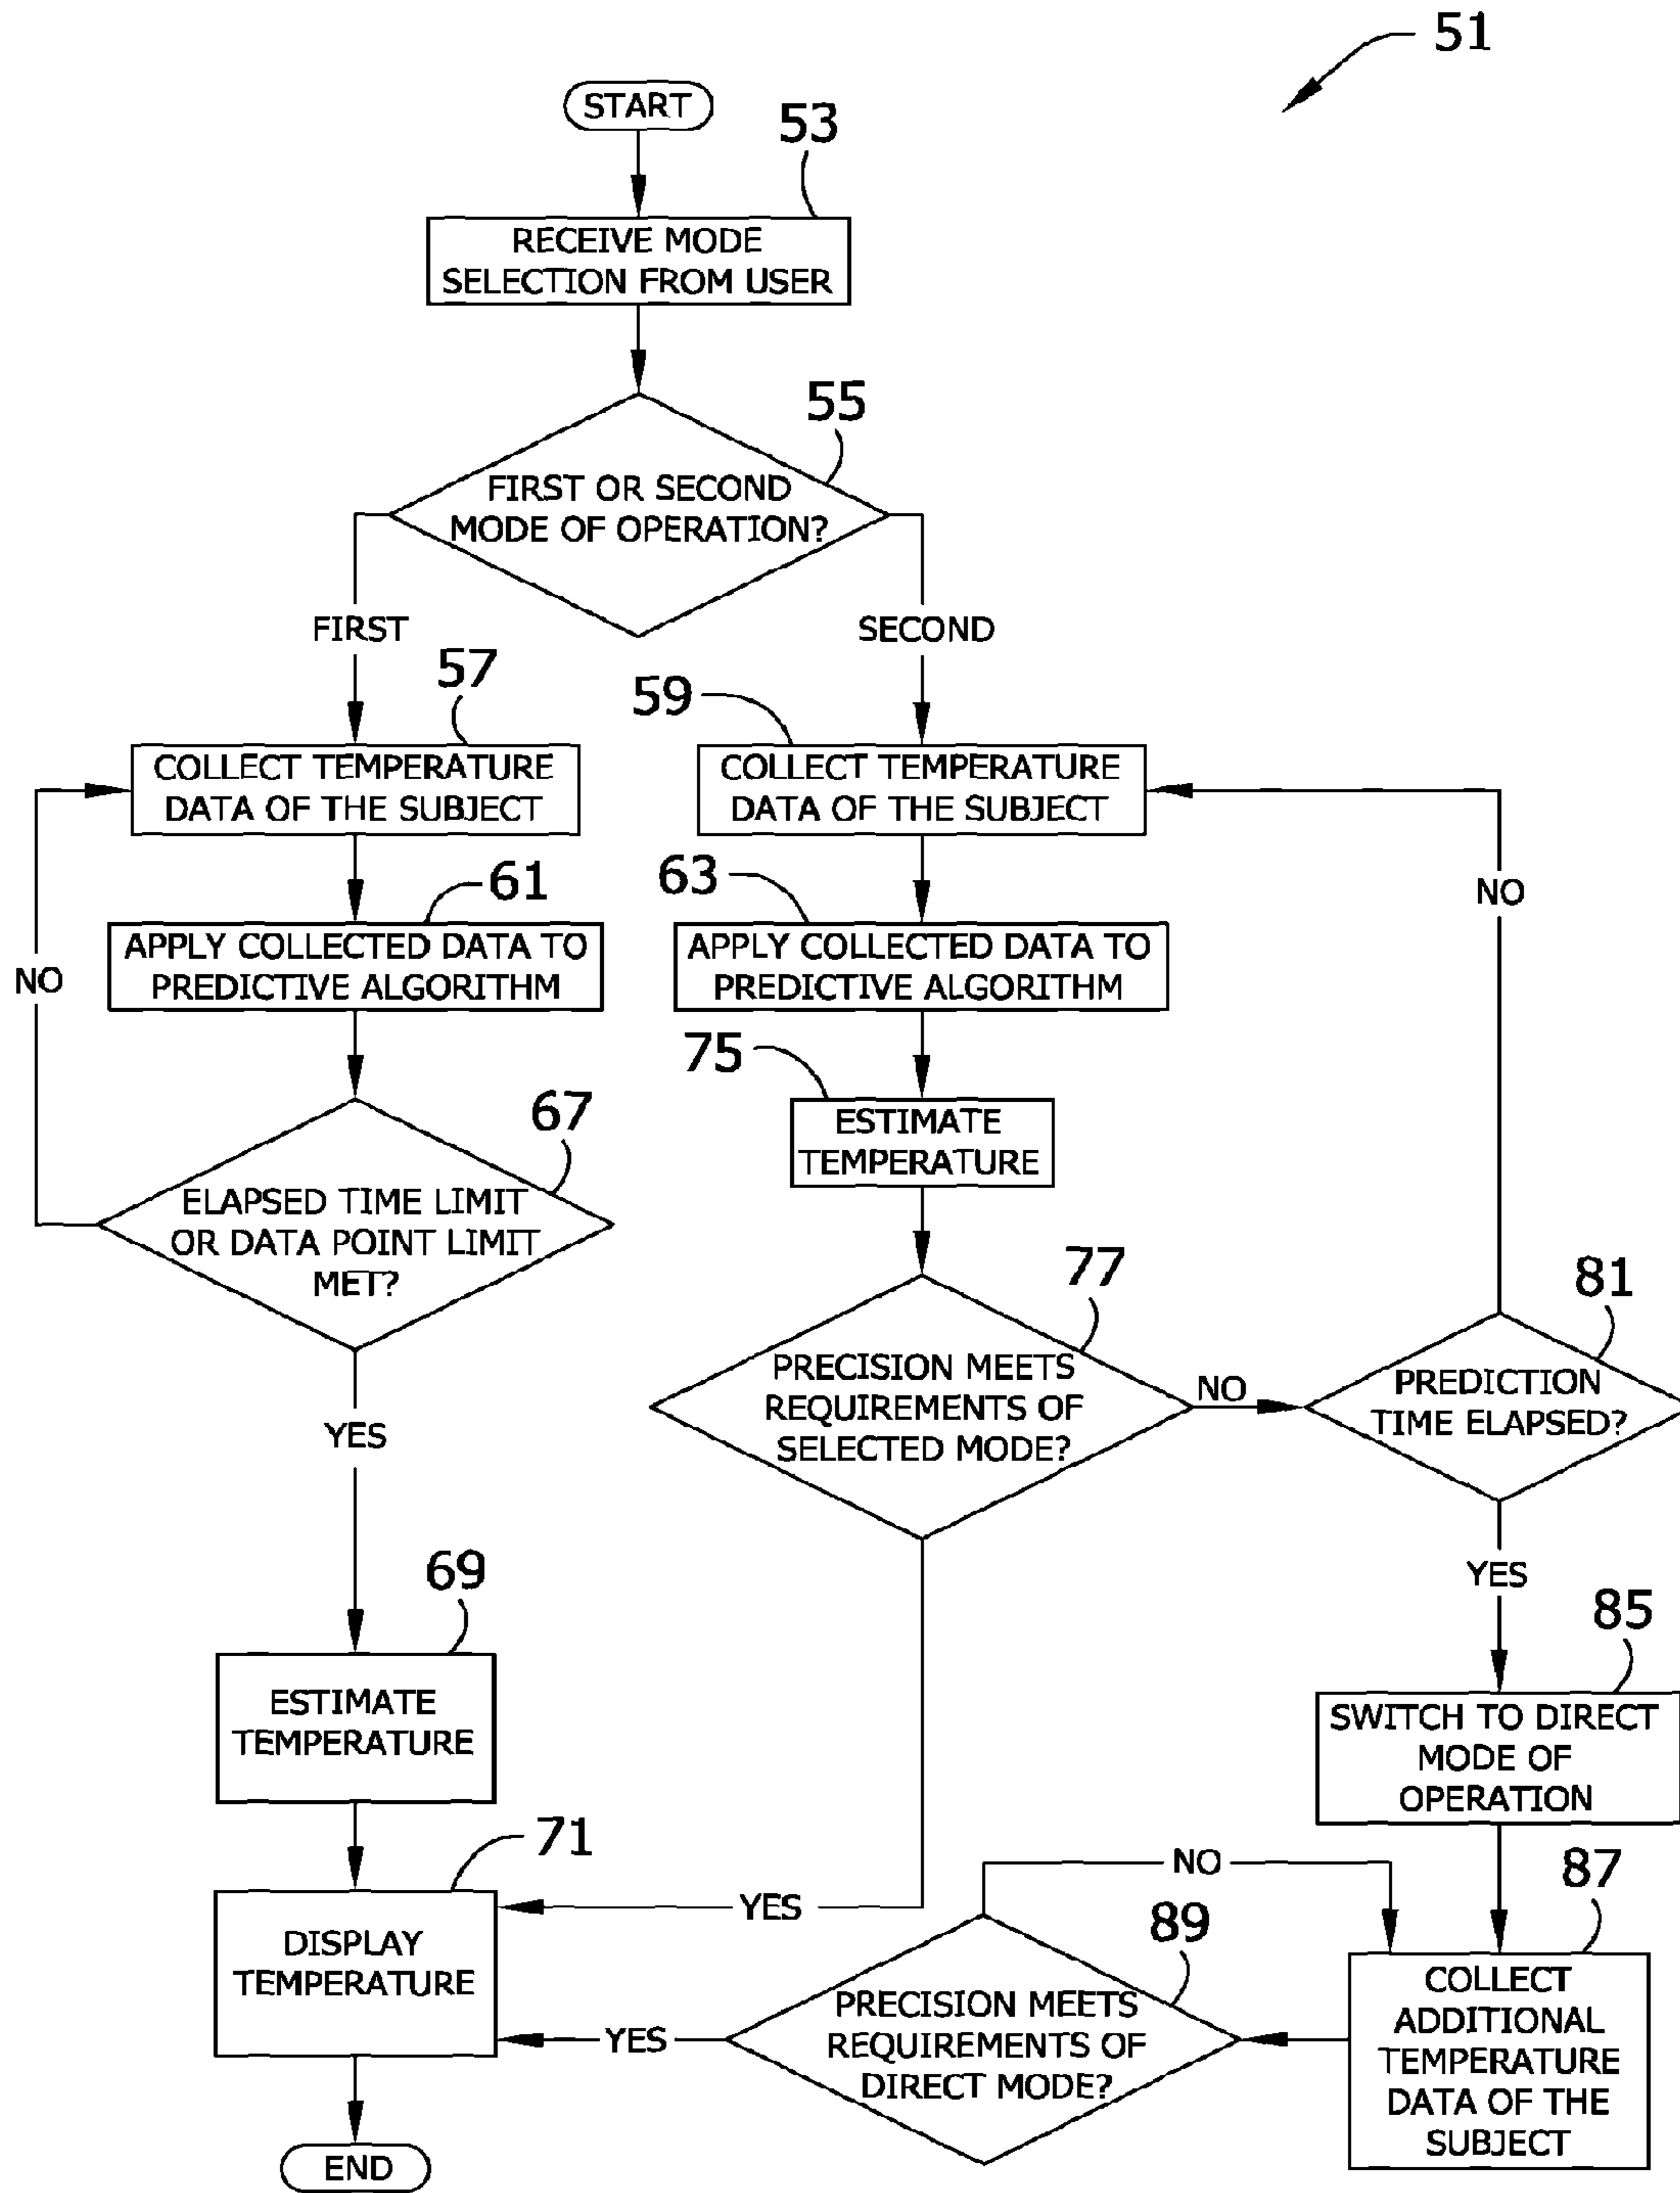 51
START
53
RECEIVE MODE
SELECTION FROM USER
55
FIRST OR SECOND
MODE OF OPERATION?
FIRST
SECOND
57
COLLECT TEMPERATURE
DATA OF THE SUBJECT
59
COLLECT TEMPERATURE
DATA OF THE SUBJECT
NO
NO
61
APPLY COLLECTED DATA TO
PREDICTIVE ALGORITHM
63
APPLY COLLECTED DATA TO
PREDICTIVE ALGORITHM
75
ESTIMATE
TEMPERATURE
67
ELAPSED TIME LIMIT
OR DATA POINT LIMIT
MET?
77
PRECISION MEETS
REQUIREMENTS OF
SELECTED MODE?
NO
81
PREDICTION
TIME ELAPSED?
YES
YES
69
ESTIMATE
TEMPERATURE
85
SWITCH TO DIRECT
MODE OF
OPERATION
71
DISPLAY
TEMPERATURE
YES
NO
87
COLLECT
ADDITIONAL
TEMPERATURE
DATA OF THE
SUBJECT
89
PRECISION MEETS
REQUIREMENTS OF
DIRECT MODE?
YES
END